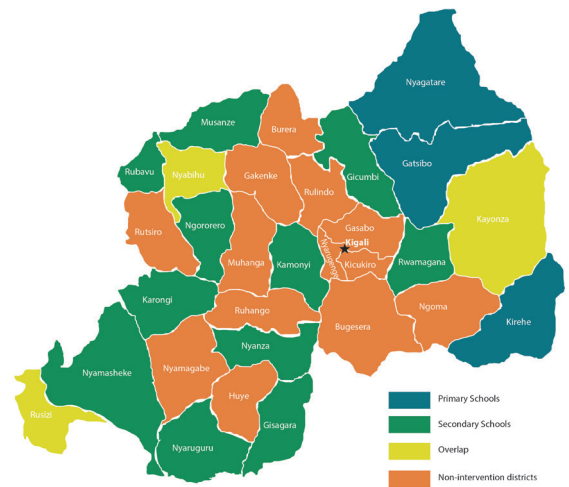 Nyagatare
Musanze
Burera
Gatsibo
Rubavu
Nyabihu
Gakenke
Rulindo
Gicumbi
Kayonza
Rutsiro
Ngororero
Gasabo
Kigali
Nyarugenge
Muhanga
Kamonyi
Kicukiro
Rwamagana
Karongi
Ruhango
Bugesera
Ngoma
Kirehe
Nyanza
Nyamasheke
Nyamagabe
Huye
Rusizi
Gisagara
Nyaruguru
Primary Schools
Secondary Schools
Overlap
Non-intervention districts